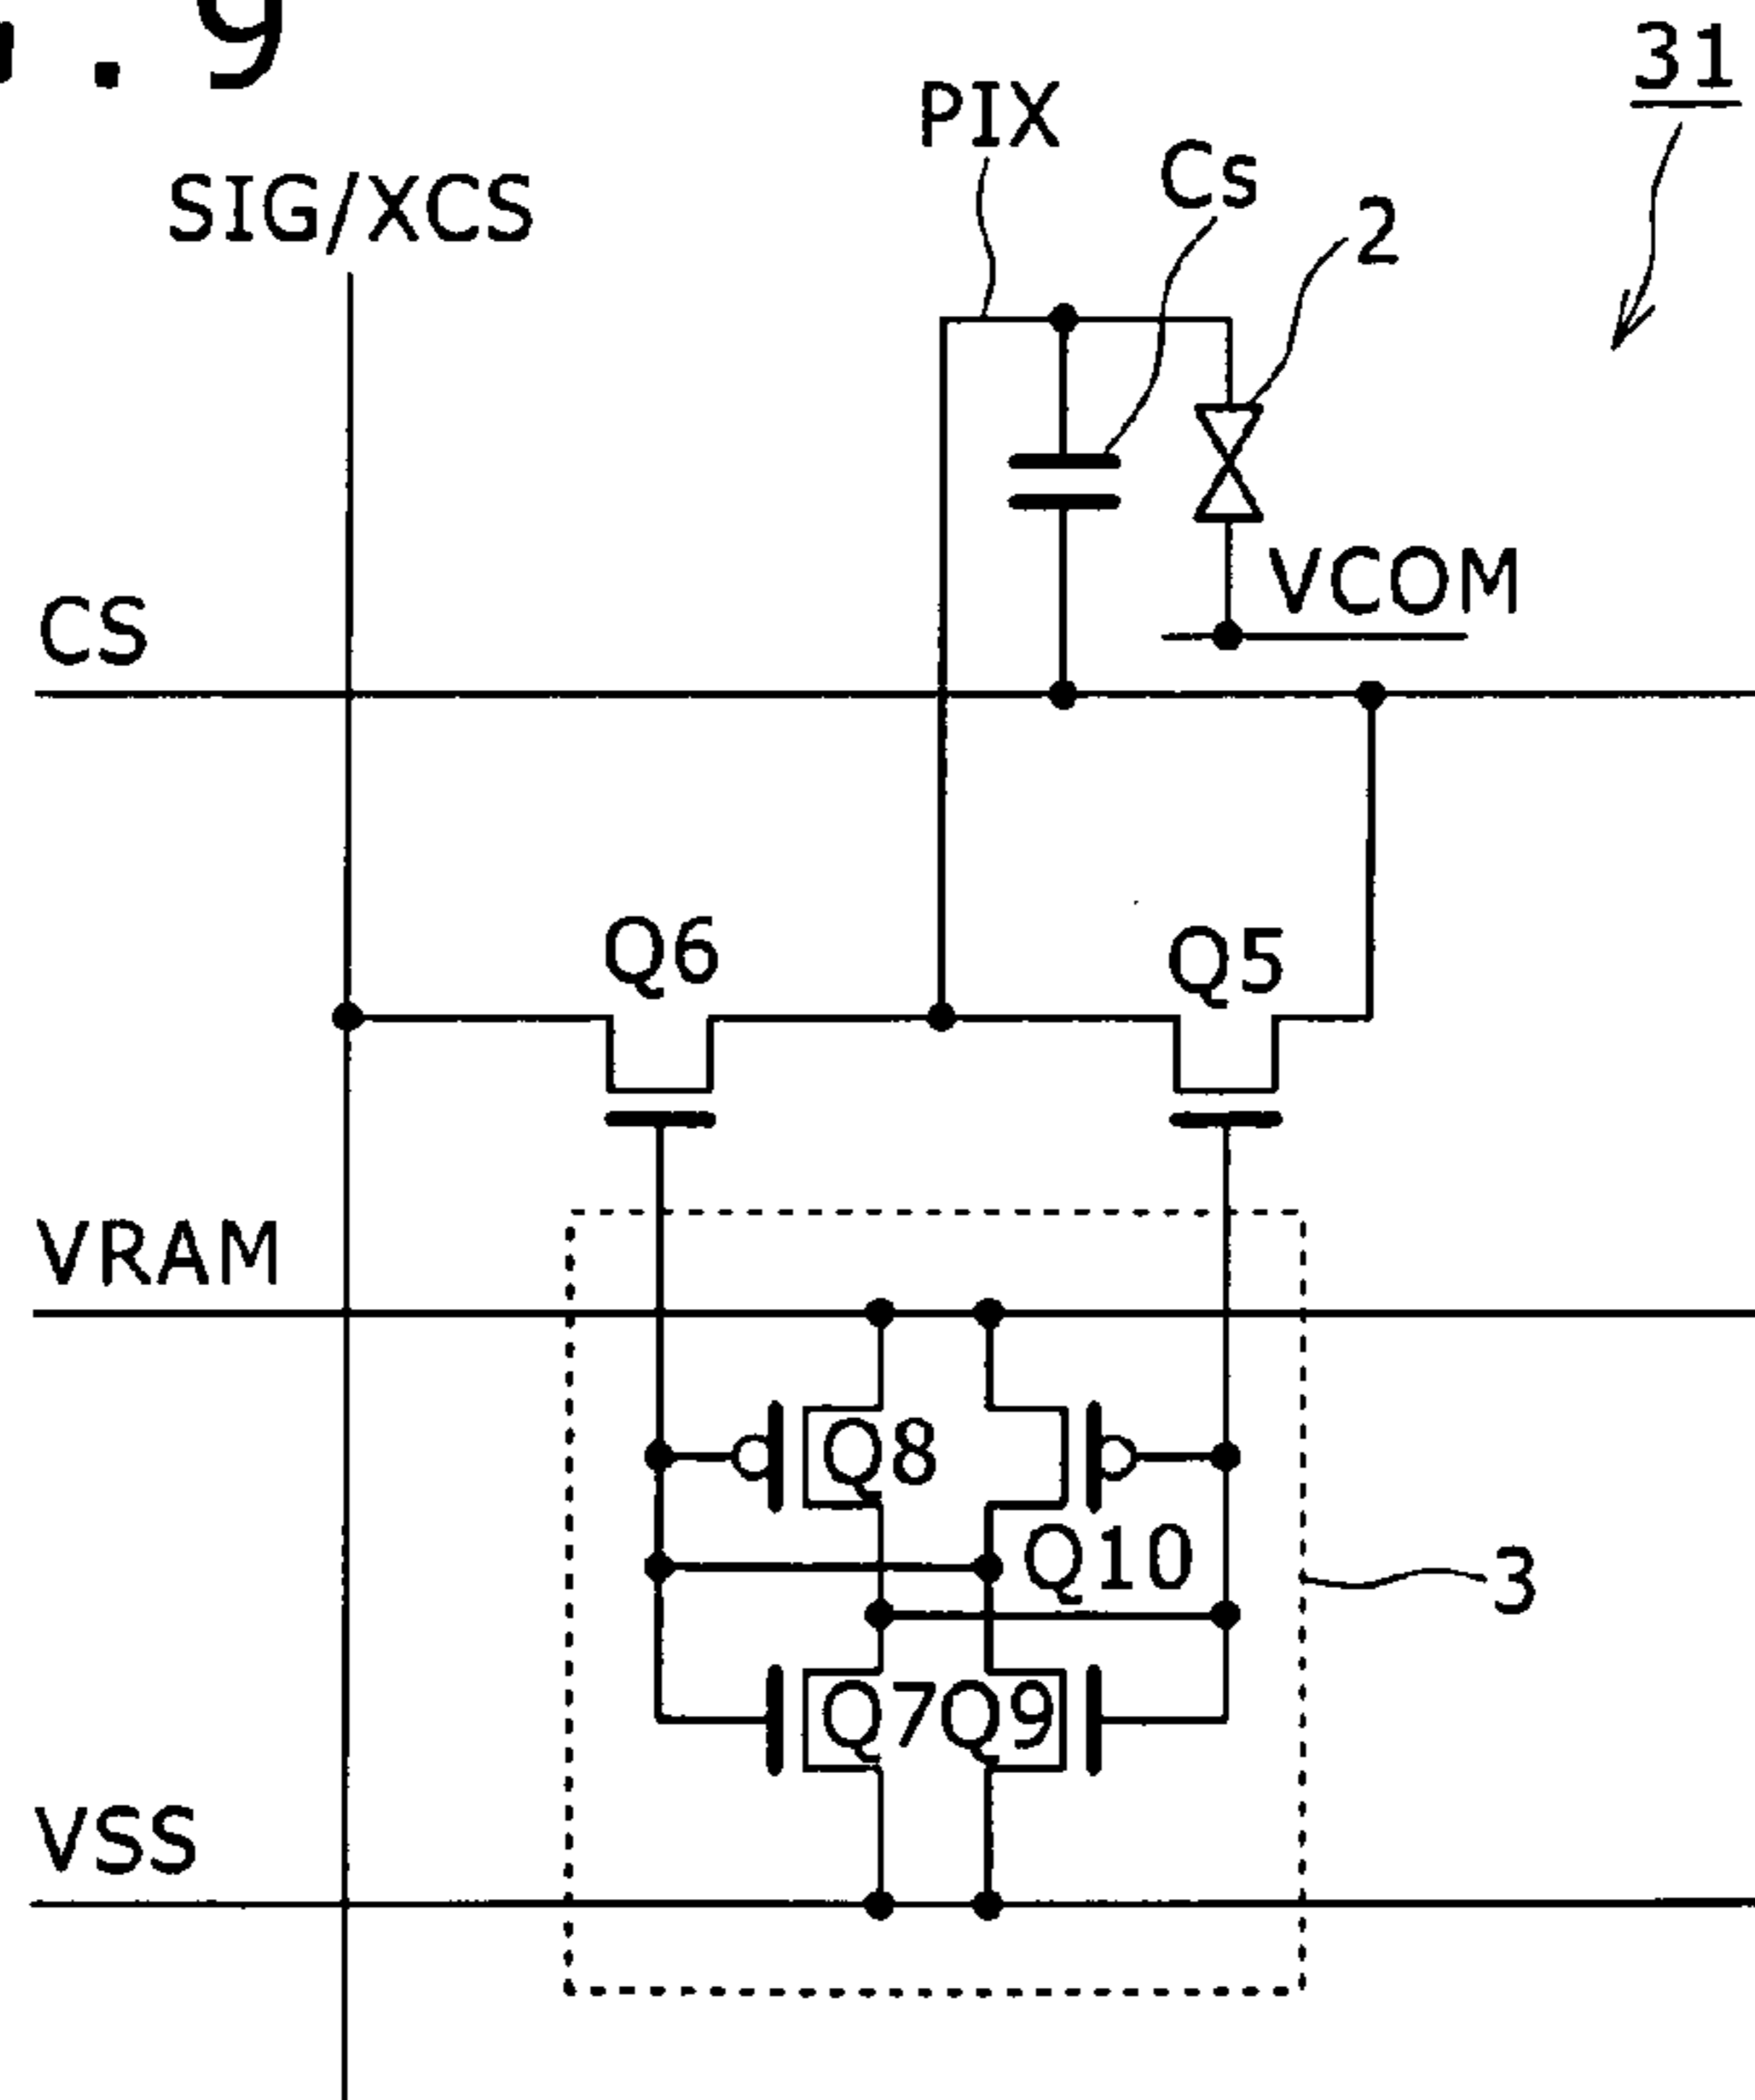 . 9
31
PIX
Cs
SIG/XCS
2
VCOM
CS
Q6
Q5
VRAM
Q8
Q10
3
Q7Q9
VSS